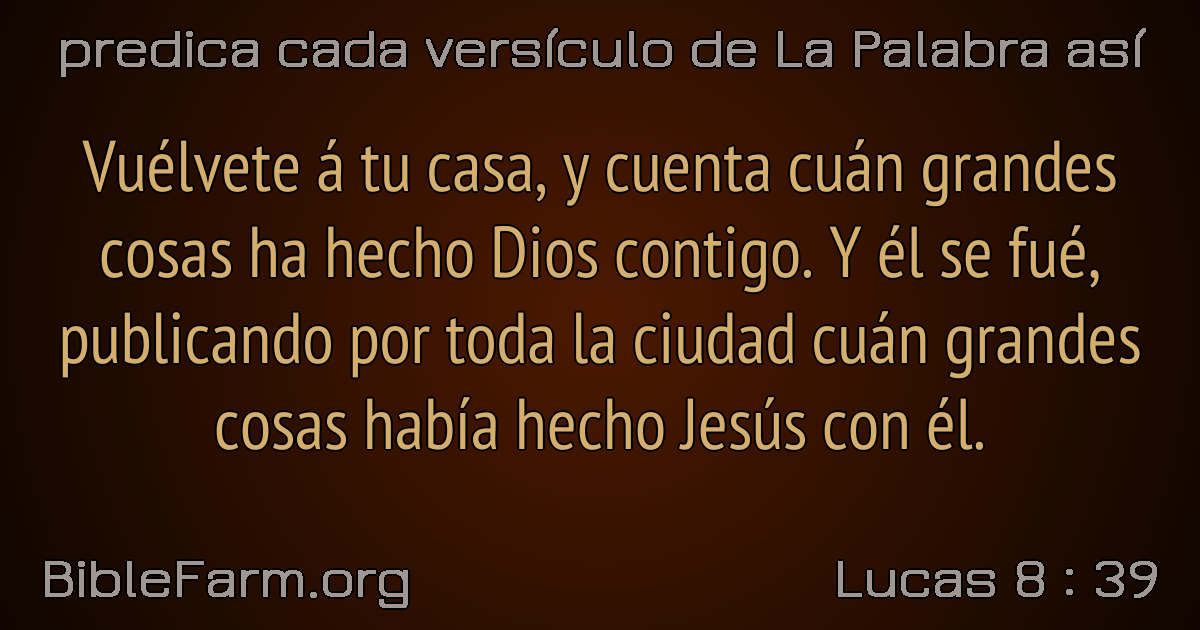 predica cada versículo de La Palabra así
Vuélvete á tu casa, y cuenta cuán grandes
cosas ha hecho Dios contigo. Y él se fué,
publicando por toda la ciudad cuán grandes
cosas había hecho Jesús con él.
BibleFarm.org
Lucas 8 : 39